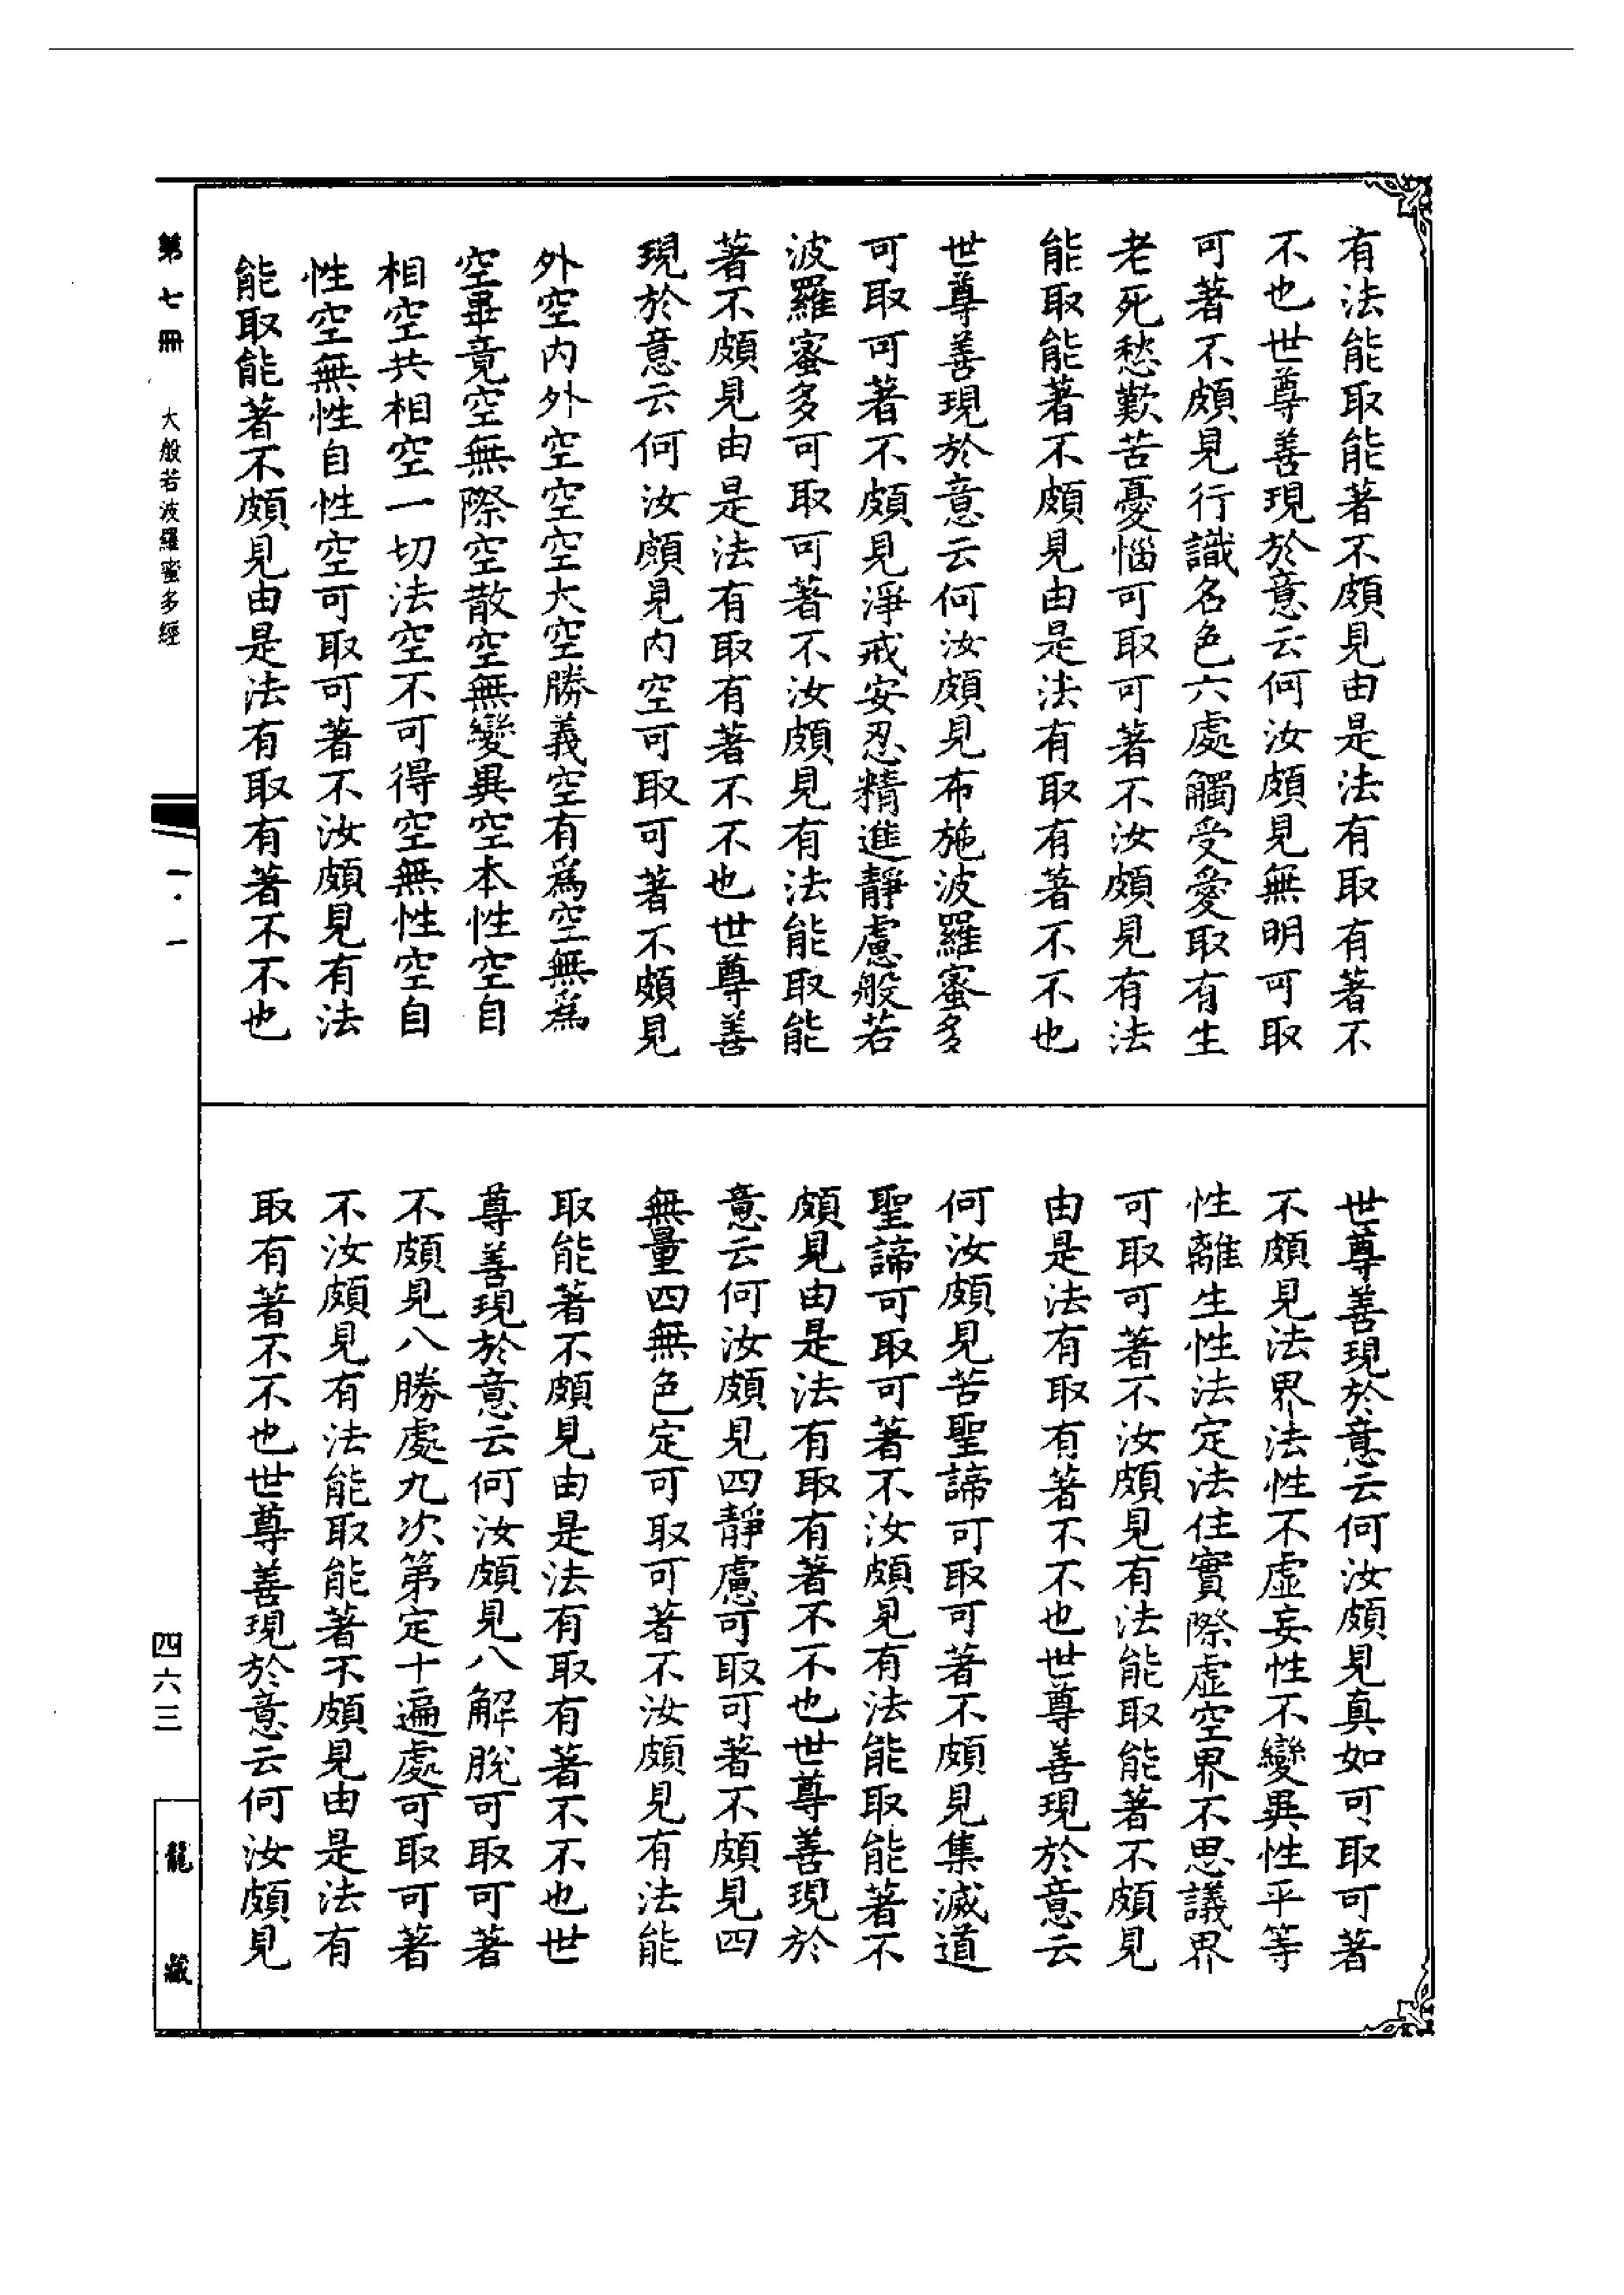 有法能取能著不頗見由是法有取有著不
不也世尊善現於意云何汝頗見無明可取
可著不頗見行識名色六處觸受愛取有生
老死愁歎苦憂惱可取可著不汝頗見有法
能取能著不頗見由是法有取有著不不也
世尊善現於意云何汝頗見布施波羅蜜多
可取可著不頗見淨戒安忍精進靜慮般若
波羅蜜多可取可著不汝頗見有法能取能
著不頗見由是法有取有著不不也世尊善
現於意云何汝頗見內空可取可著不頗見
外空內外空空空大空勝義空有為空無為
空畢竟空無際空散空無變異空本性空自
相空共相空一切法空不可得空無性空自
性空無性自性空可取可著不汝頗見有法
能取能著不頗見由是法有取有著不不也
世尊善現於意云何汝頗見真如可取可著
不頗見法界法性不虛妄性不變異性平等
性離生性法定法住實際虛空界不思議界
可取可著不汝頗見有法能取能著不頗見
由是法有取有著不不也世尊善現於意云
何汝頗見苦聖諦可取可著不頗見集滅道
聖諦可取可著不汝頗見有法能取能著不
頗見由是法有取有著不不也世尊善現於
意云何汝頗見四靜慮可取可著不頗見四
無量四無色定可取可著不汝頗見有法能
取能著不頗見由是法有取有著不不也世
尊善現於意云何汝頗見八解脫可取可著
不頗見八勝處九次第定十遍處可取可著
不汝頗見有法能取能著不頗見由是法有
取有著不不也世尊善現於意云何汝頗見
第七冊 大般若波羅蜜多經
一·一
四六三
龍藏